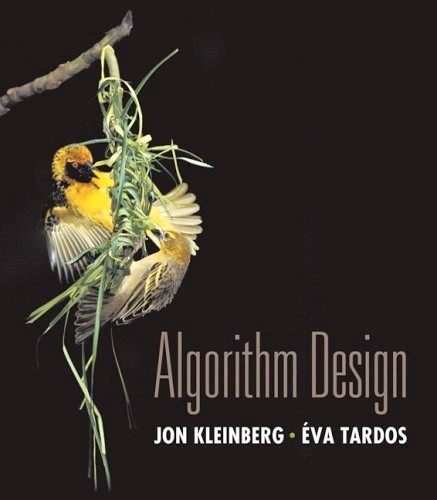 Algorithm Design
JON KLEINBERG • ÉVA TARDOS